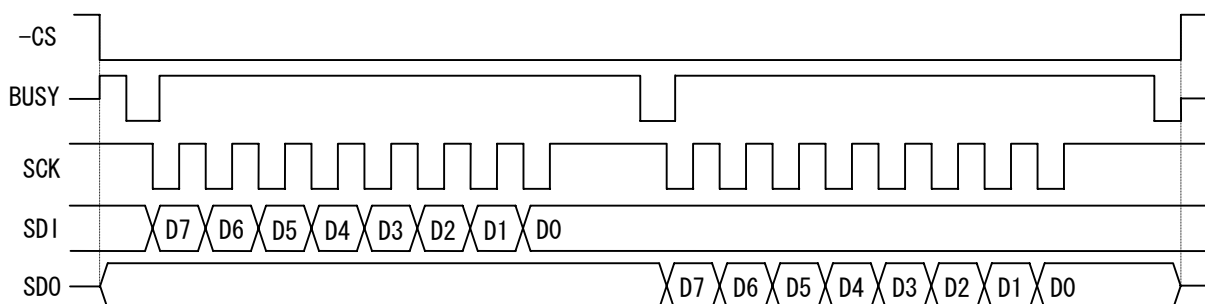 -CS
BUSY
SCK
SDI D7 D6 D5 D4 D3 D2 D1 D0
SDO D7 D6 D5 D4 D3 D2 D1 D0